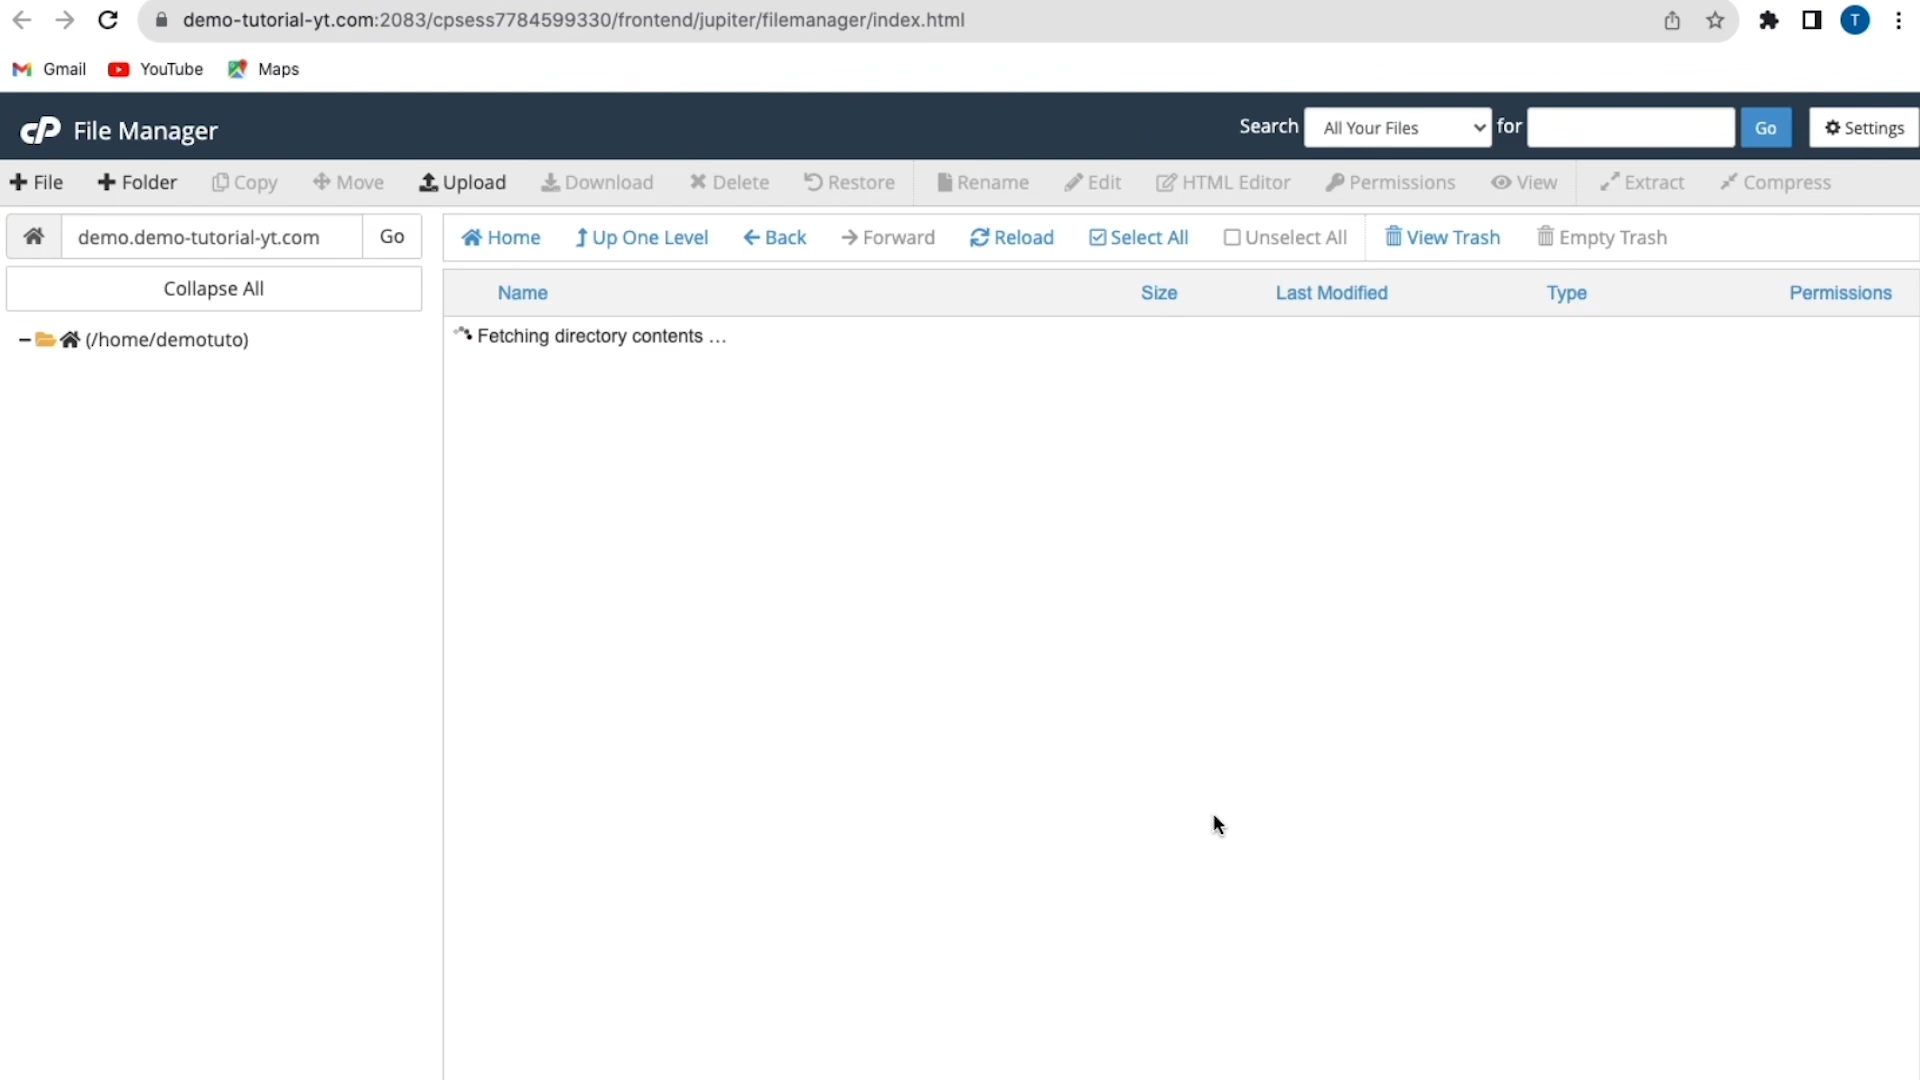 demo-tutorial-yt.com:2083/cpsess7784599330/frontend/jupiter/filemanager/index.html
T
Gmail YouTube Maps
cP File Manager
Search All Your Files for Go Settings
File Folder Copy Move Upload Download Delete Restore Rename Edit HTML Editor Permissions View Extract Compress
demo.demo-tutorial-yt.com Go
Home Up One Level Back Forward Reload Select All Unselect All View Trash Empty Trash
Collapse All
Name Size Last Modified Type Permissions
(/home/demotuto)
Fetching directory contents ...